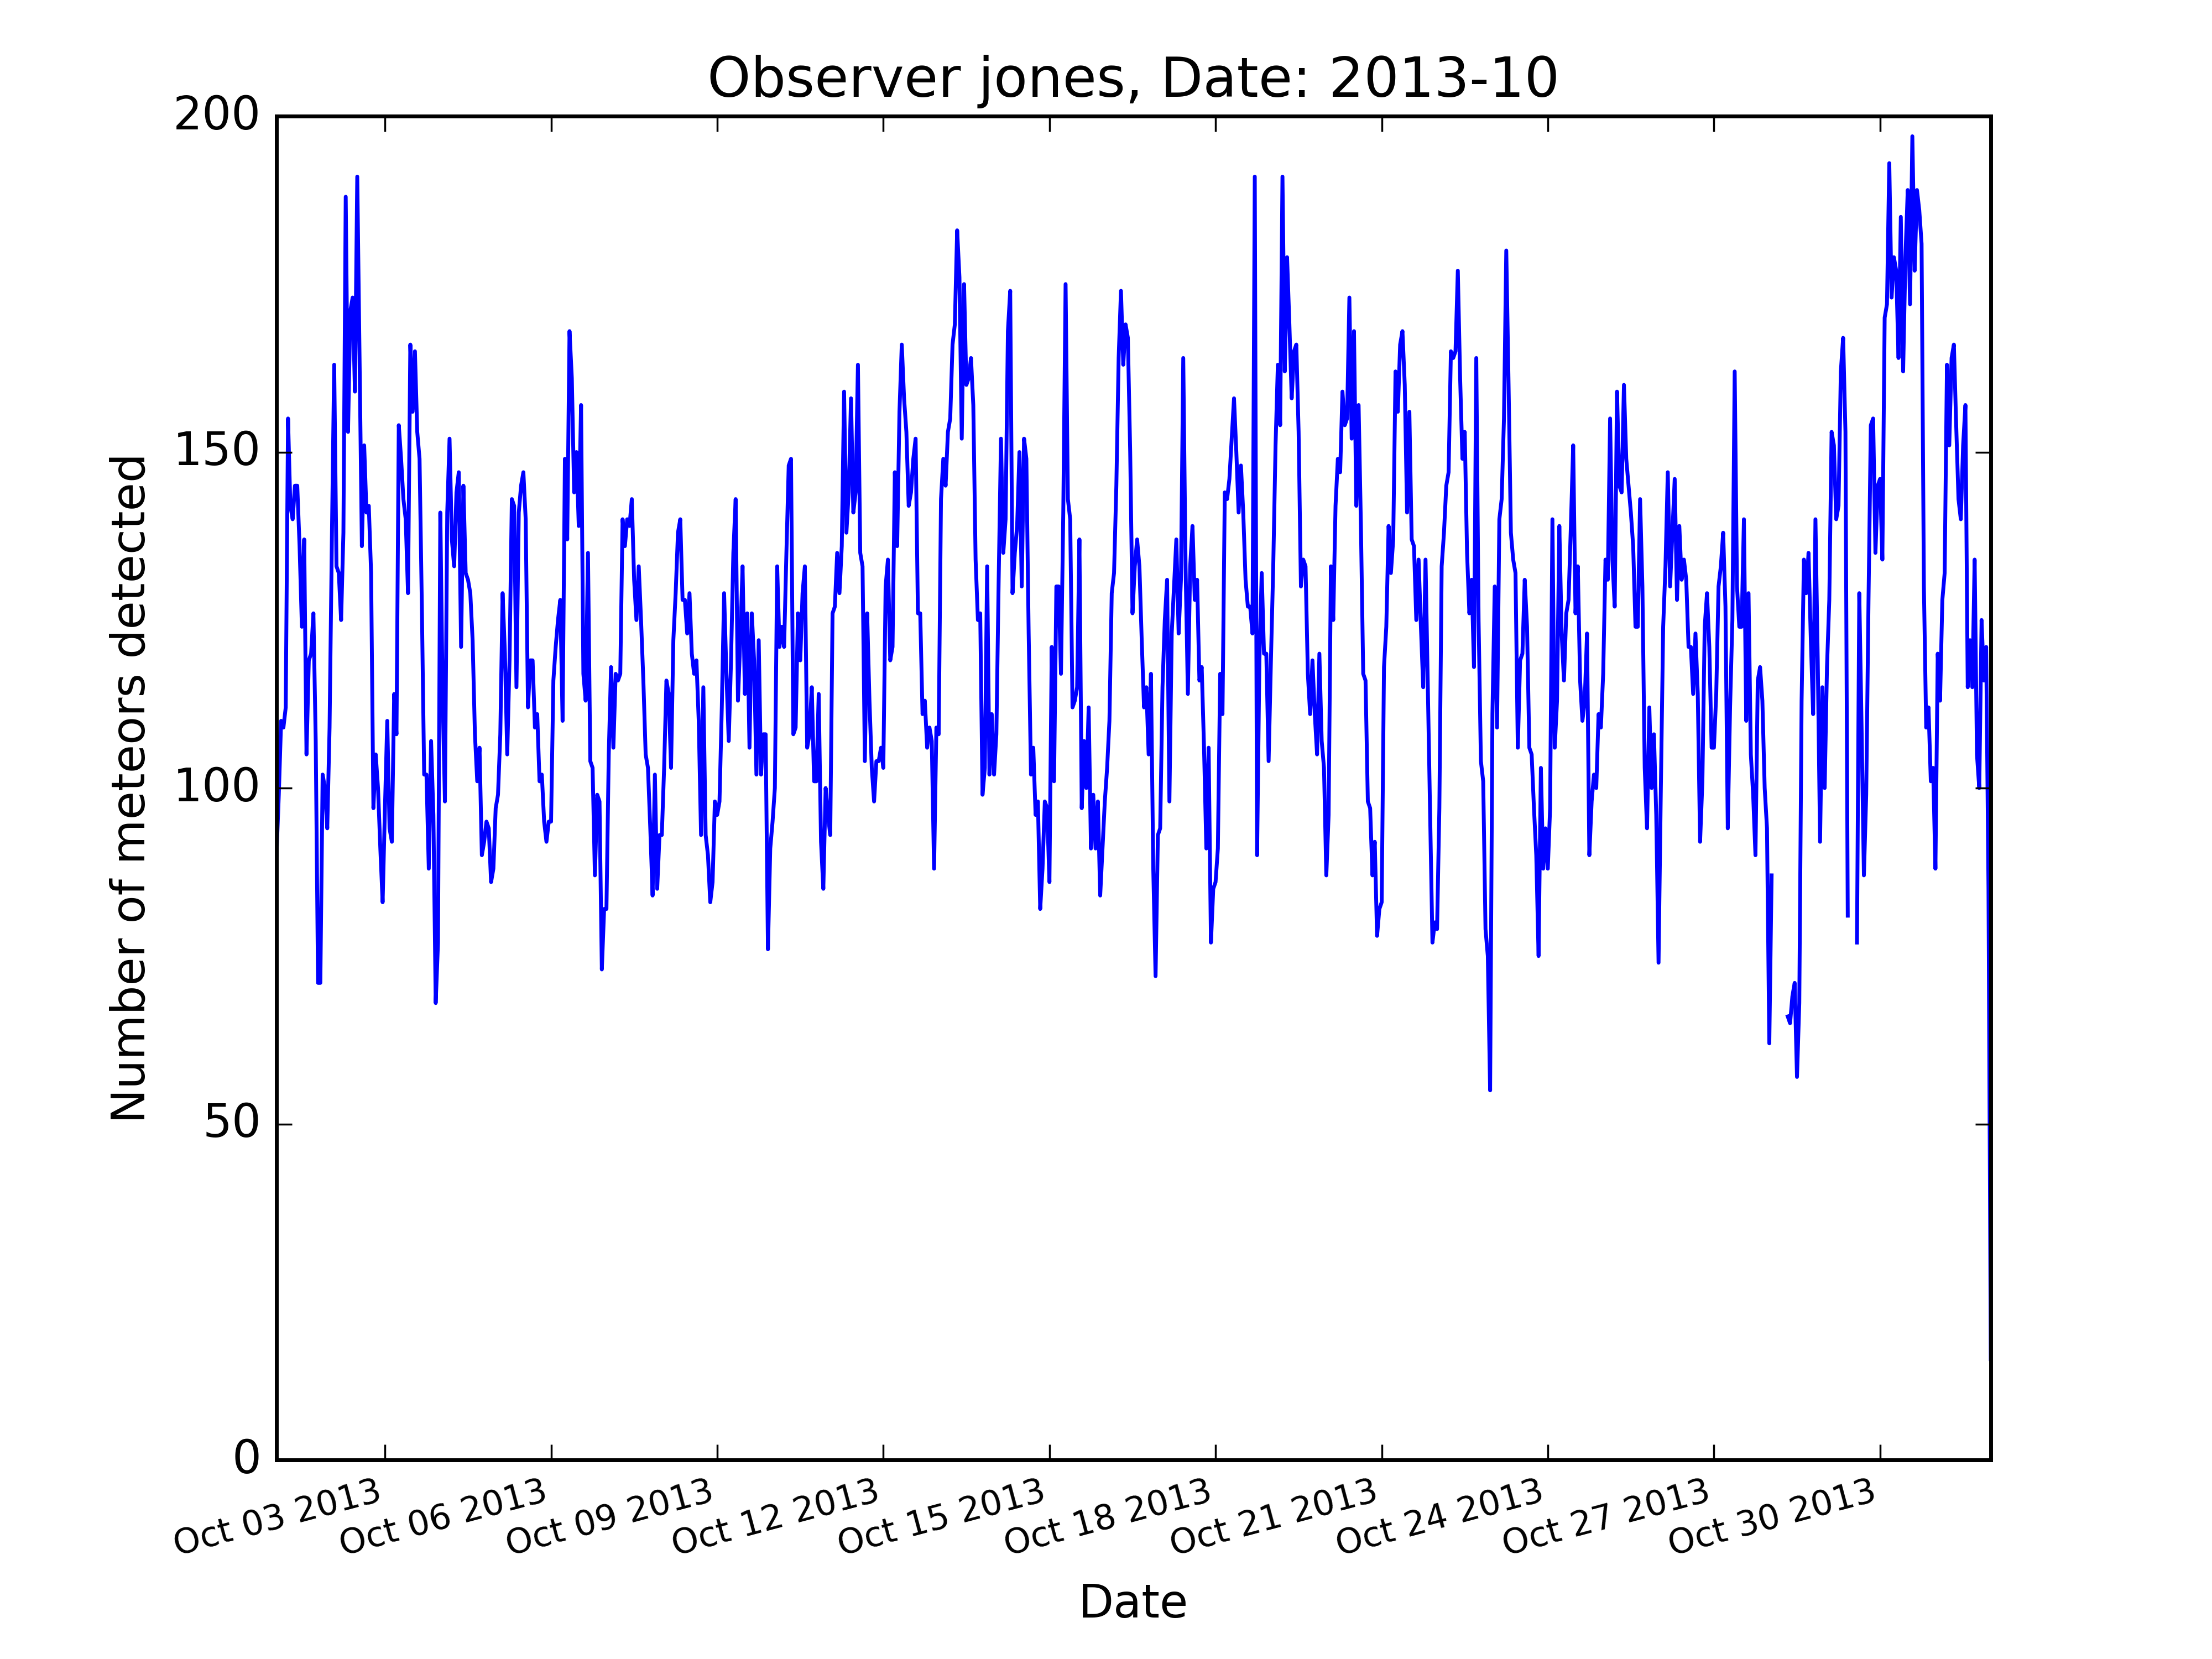 Observer jones, Date: 2013-10
Number of meteors detected
200
150
100
50
0
Oct 03 2013
Oct 06 2013
Oct 09 2013
Oct 12 2013
Oct 15 2013
Oct 18 2013
Oct 21 2013
Oct 24 2013
Oct 27 2013
Oct 30 2013
Date